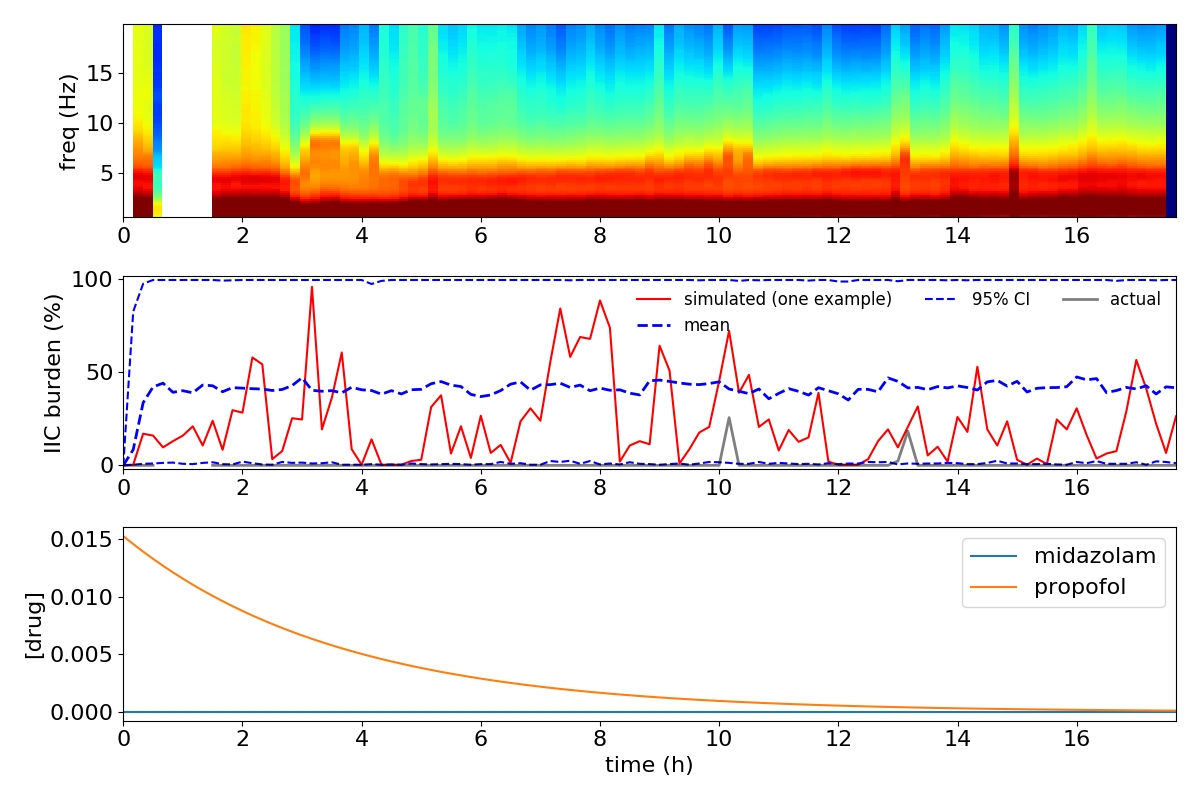 freq (Hz)
15
10
5
0 2 4 6 8 10 12 14 16
IIC burden (%)
100
50
0
simulated (one example)
mean
95% CI
actual
0 2 4 6 8 10 12 14 16
[drug]
0.015
0.010
0.005
0.000
midazolam
propofol
0 2 4 6 8 10 12 14 16
time (h)